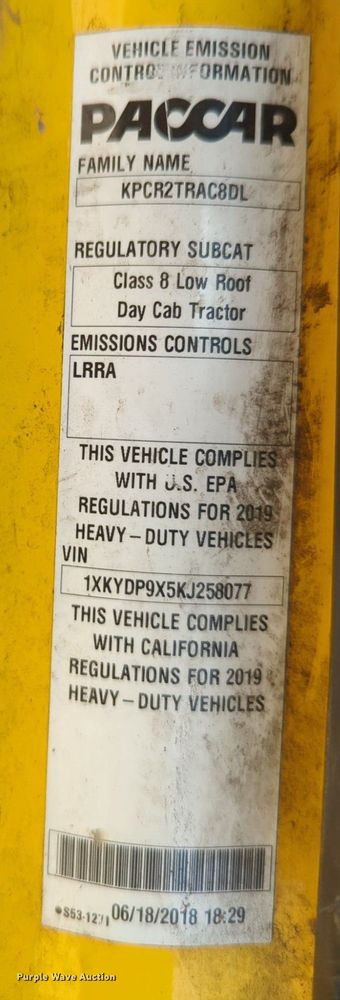 VEHICLE EMISSION
CONTROL INFORMATION
PACCAR
FAMILY NAME
KPCR2TRAC8DL
REGULATORY SUBCAT
Class 8 Low Roof
Day Cab Tractor
EMISSIONS CONTROLS
LRRA
THIS VEHICLE COMPLIES
WITH U.S. EPA
REGULATIONS FOR 2019
HEAVY-DUTY VEHICLES
VIN
1XKYDP9X5KJ258077
THIS VEHICLE COMPLIES
WITH CALIFORNIA
REGULATIONS FOR 2019
HEAVY-DUTY VEHICLES
06/18/2018 18:29
Purple Wave Auction